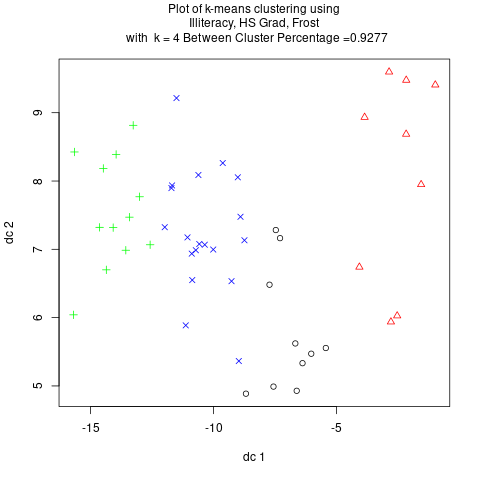 Plot of k-means clustering using
Illiteracy, HS Grad, Frost
with  k = 4 Between Cluster Percentage =0.9277
dc 2
9
8
7
6
5
-15
-10
-5
dc 1